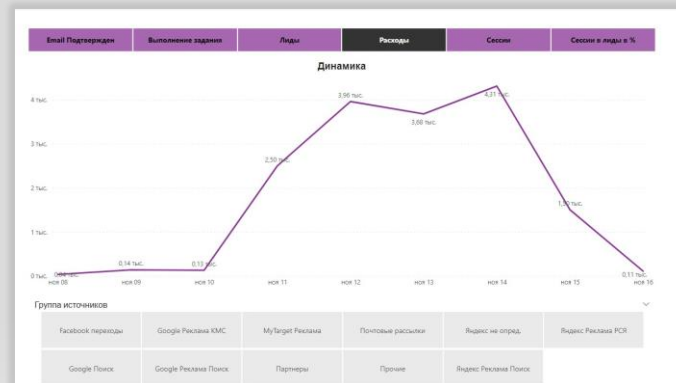 Email Подтвержден Выполнение задание Лиды Расходы Сессии Сессии в лиды в %
Динамика
4 тыс.
3 тыс.
2 тыс.
1 тыс.
0 тыс.
0,04 тыс. 0,14 тыс. 0,13 тыс. 2,50 тыс. 3,96 тыс. 3,68 тыс. 4,31 тыс. 1,50 тыс. 0,11 тыс.
ноя 08 ноя 09 ноя 10 ноя 11 ноя 12 ноя 13 ноя 14 ноя 15 ноя 16
Группа источников
Facebook переходы Google Реклама КМС MyTarget Реклама Почтовые рассылки Яндекс не опред. Яндекс Реклама РСЯ
Google Поиск Google Реклама Поиск Партнеры Прочие Яндекс Реклама Поиск